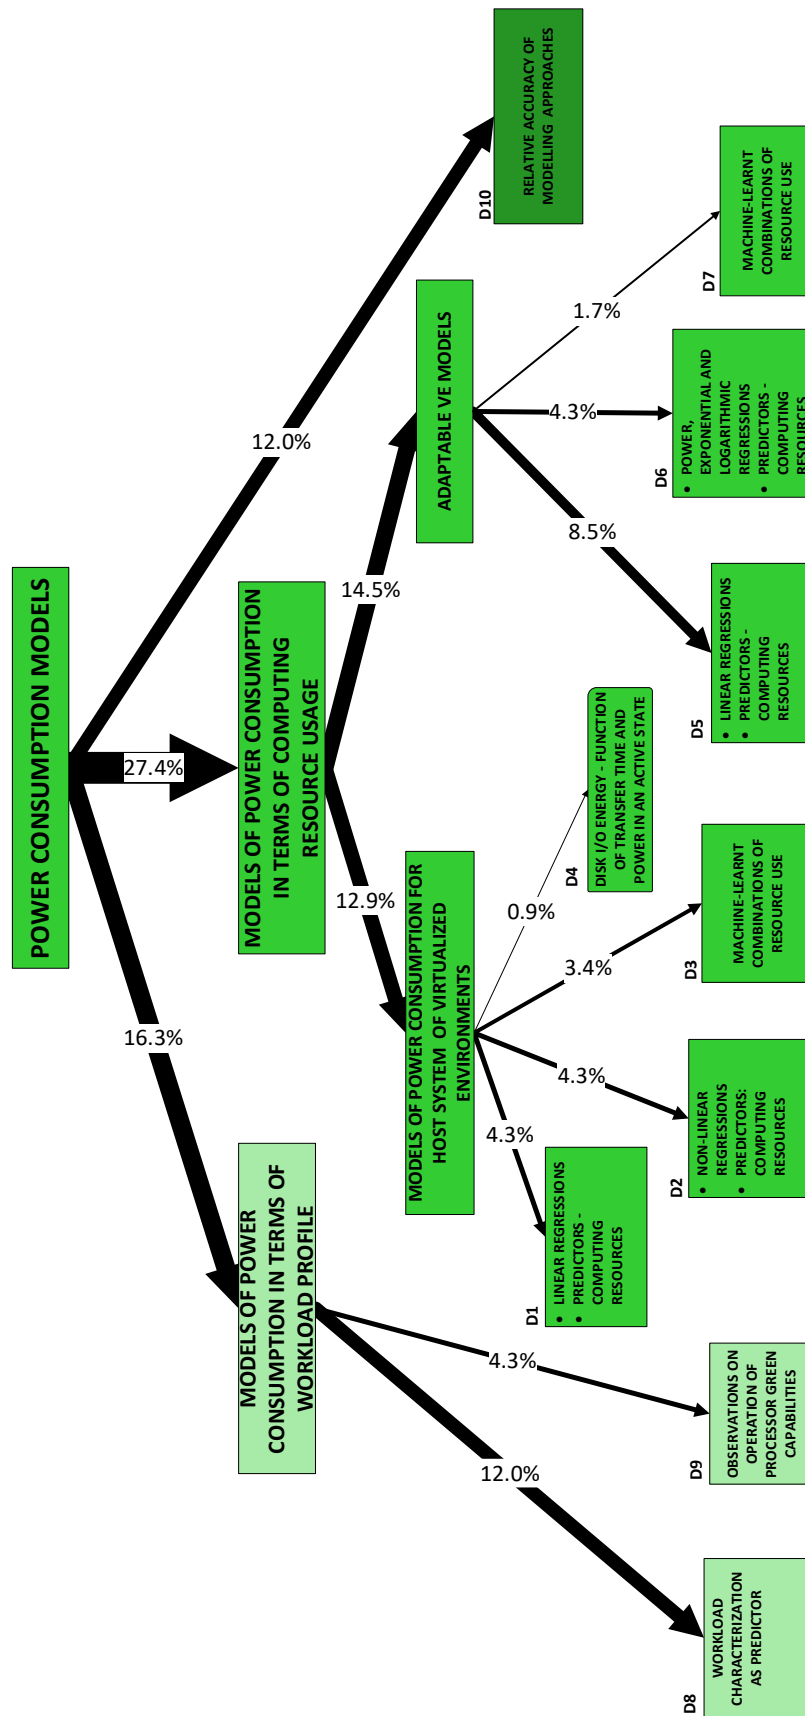 POWER CONSUMPTION MODELS
16.3%
27.4%
12.0%
MODELS OF POWER
CONSUMPTION IN TERMS OF
WORKLOAD PROFILE
MODELS OF POWER CONSUMPTION
IN TERMS OF COMPUTING
RESOURCE USAGE
D10
RELATIVE ACCURACY OF
MODELLING APPROACHES
12.9%
14.5%
MODELS OF POWER CONSUMPTION FOR
HOST SYSTEM OF VIRTUALIZED
ENVIRONMENTS
ADAPTABLE VE MODELS
12.0%
4.3%
4.3%
4.3%
3.4%
0.9%
8.5%
4.3%
1.7%
D8
WORKLOAD
CHARACTERIZATION
AS PREDICTOR
D9
OBSERVATIONS ON
OPERATION OF
PROCESSOR GREEN
CAPABILITIES
D1
• LINEAR REGRESSIONS
• PREDICTORS -
COMPUTING
RESOURCES
D2
• NON-LINEAR
REGRESSIONS
• PREDICTORS:
COMPUTING
RESOURCES
D3
MACHINE-LEARNT
COMBINATIONS OF
RESOURCE USE
D4
DISK I/O ENERGY - FUNCTION
OF TRANSFER TIME AND
POWER IN AN ACTIVE STATE
D5
• LINEAR REGRESSIONS
• PREDICTORS -
COMPUTING
RESOURCES
D6
• POWER,
EXPONENTIAL AND
LOGARITHMIC
REGRESSIONS
• PREDICTORS -
COMPUTING
RESOURCES
D7
MACHINE-LEARNT
COMBINATIONS OF
RESOURCE USE